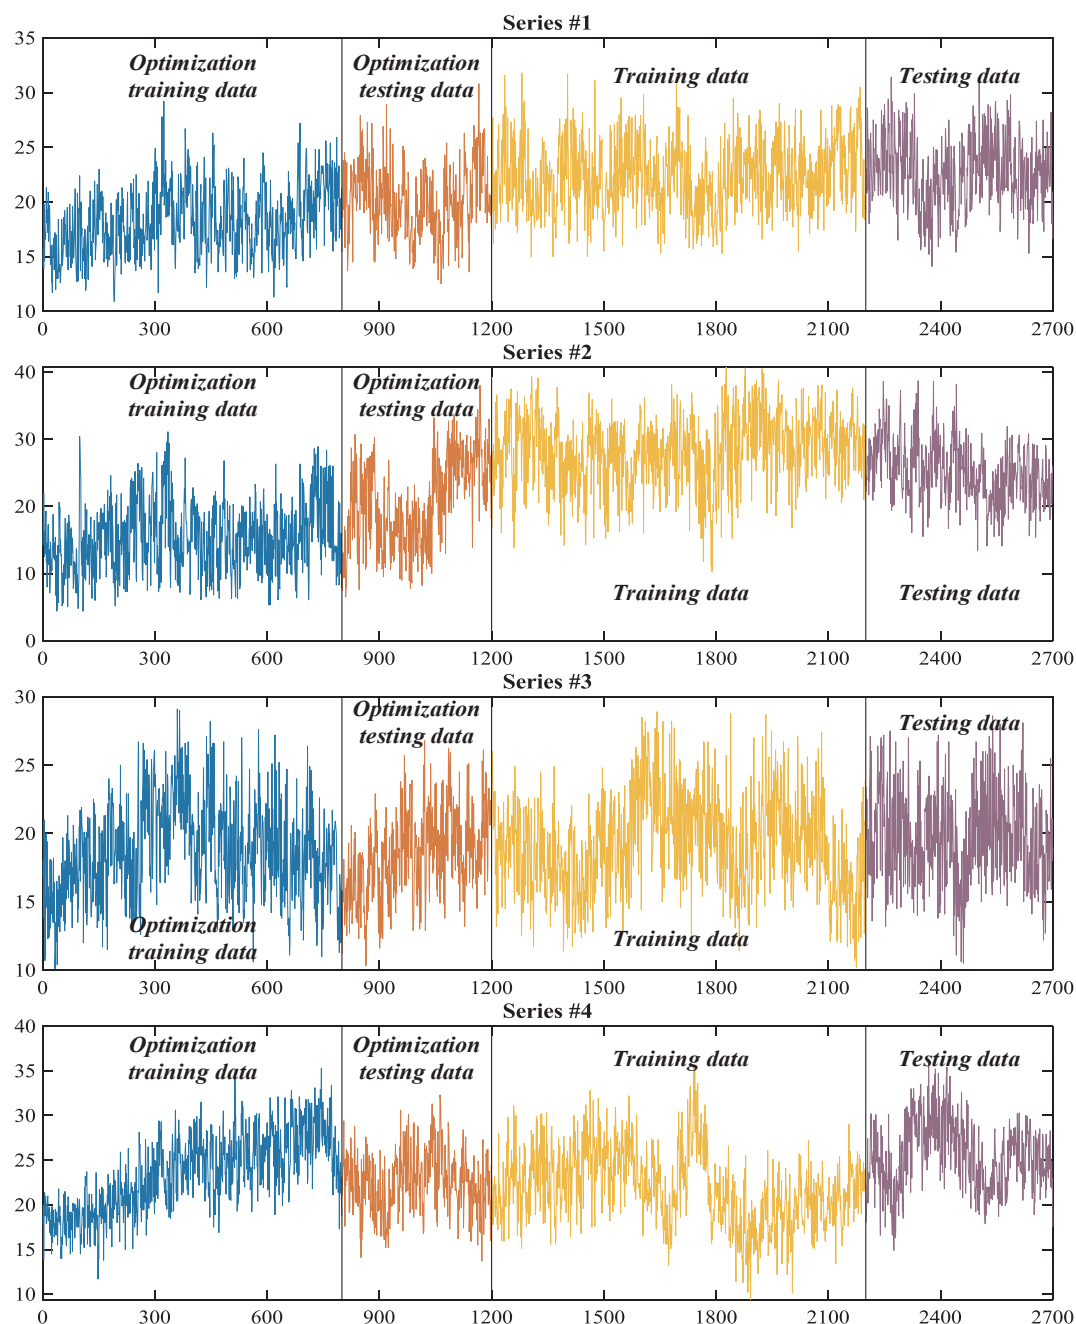 Series #1
35
30
25
20
15
10
Optimization
training data
Optimization
testing data
Training data
Testing data
0 300 600 900 1200 1500 1800 2100 2400 2700
Series #2
40
30
20
10
0
Optimization
training data
Optimization
testing data
Training data
Testing data
0 300 600 900 1200 1500 1800 2100 2400 2700
Series #3
30
25
20
15
10
Optimization
testing data
Testing data
Optimization
training data
Training data
0 300 600 900 1200 1500 1800 2100 2400 2700
Series #4
40
35
30
25
20
15
10
Optimization
training data
Optimization
testing data
Training data
Testing data
0 300 600 900 1200 1500 1800 2100 2400 2700